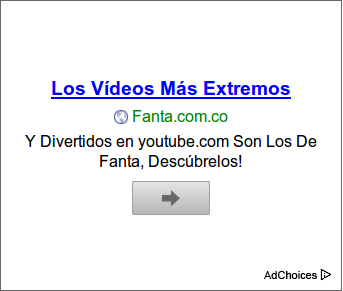 Los Vídeos Más Extremos
Fanta.com.co
Y Divertidos en youtube.com Son Los De
Fanta, Descúbrelos!
AdChoices